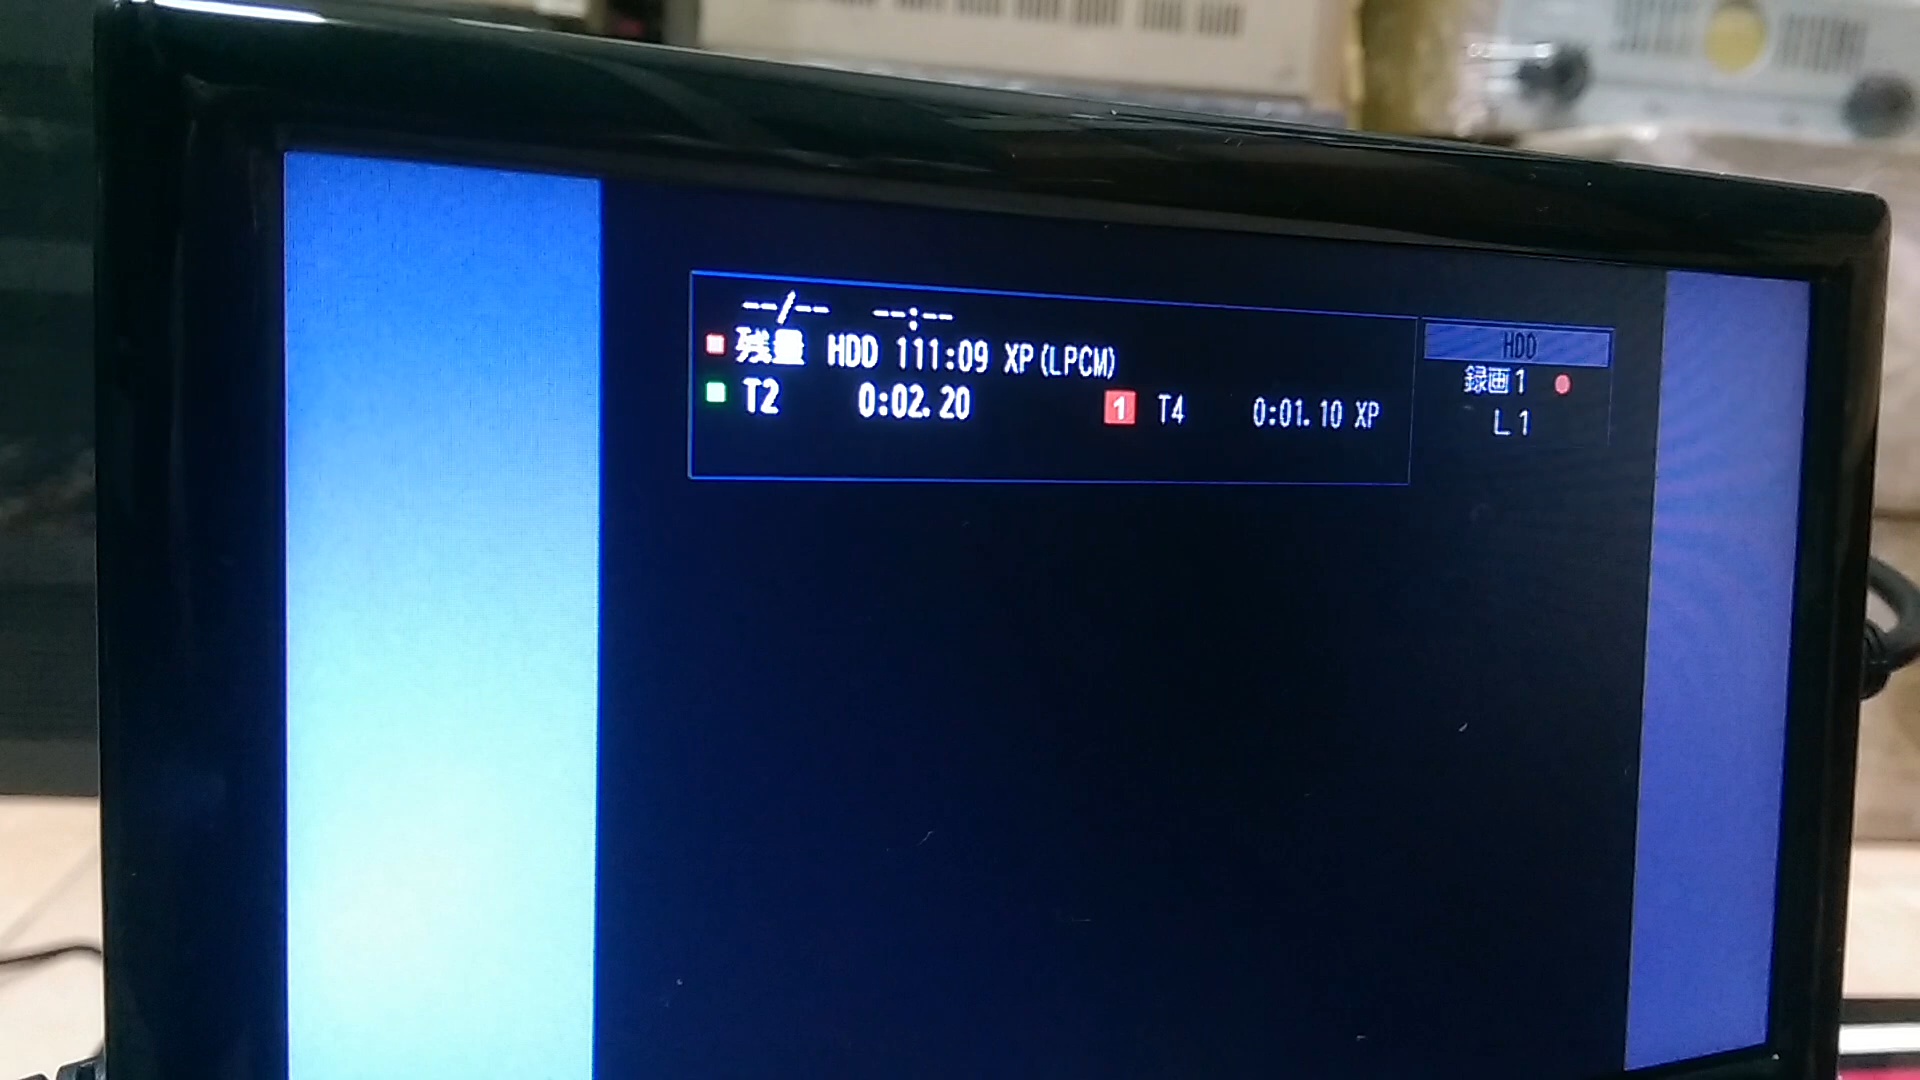 --/-- --:--
残量 HDD 111:09 XP(LPCM)
T2 0:02.20 1 T4 0:01.10 XP
HDD
録画1
L1